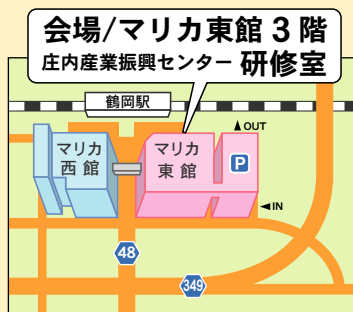 会場/マリカ東館 3 階
庄内産業振興センター 研修室
鶴岡駅
OUT
マリカ
西 館
マリカ
東 館
P
IN
48
349